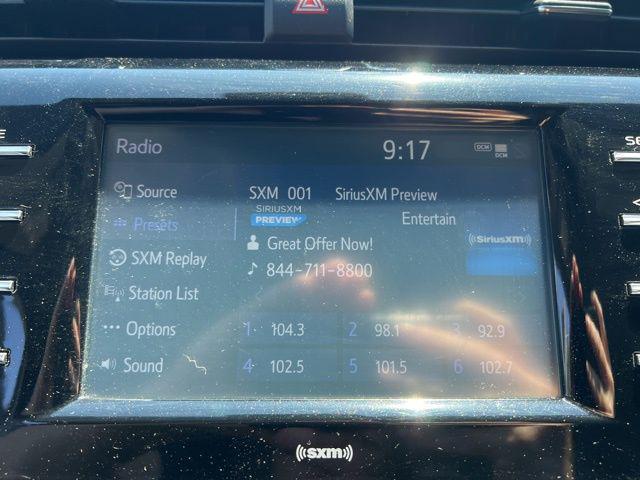 Radio
9:17
DCM
DCM
Source
SXM 001 SiriusXM Preview
SIRIUSXM
PREVIEW
Entertain
Presets
Great Offer Now!
((SiriusXM))
SXM Replay
844-711-8800
Station List
Options
1 104.3
2 98.1
3 92.9
Sound
4 102.5
5 101.5
6 102.7
((sxm))